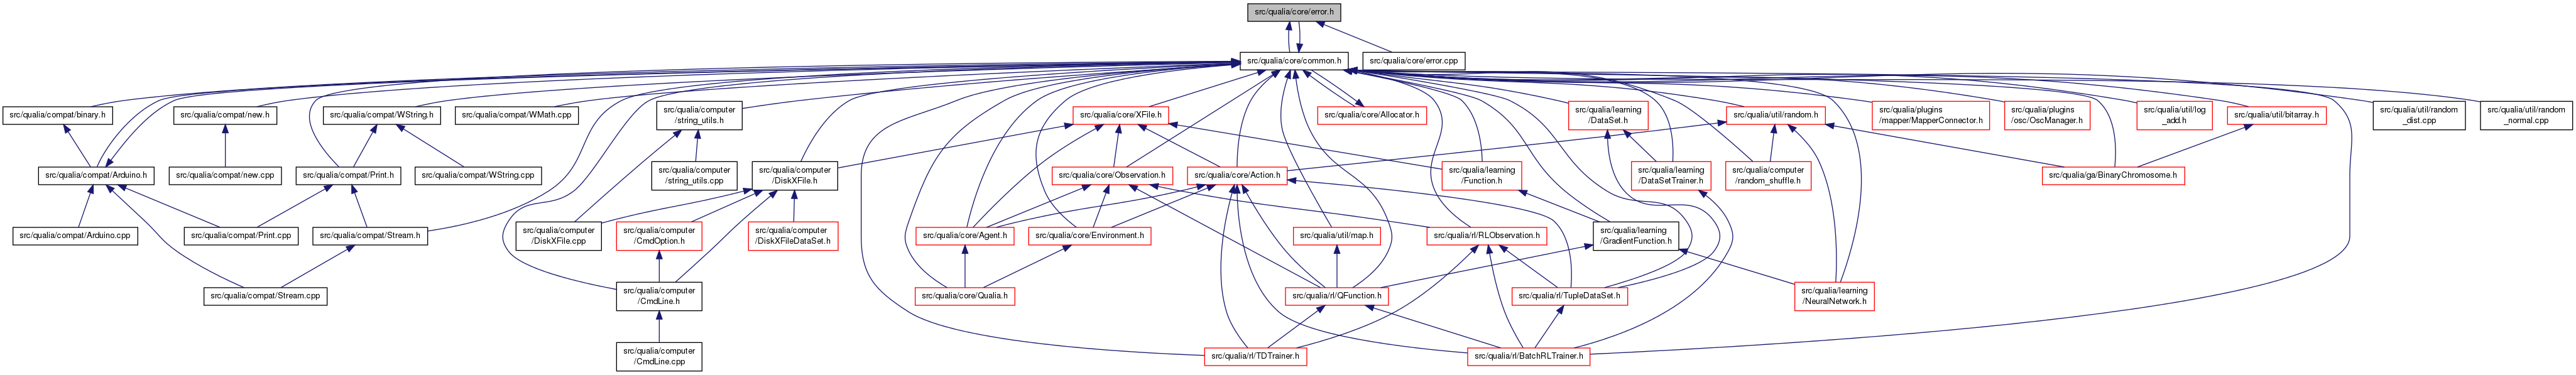 src/qualia/core/error.h
src/qualia/core/common.h
src/qualia/core/error.cpp
src/qualia/compat/binary.h
src/qualia/compat/new.h
src/qualia/compat/WString.h
src/qualia/compat/WMath.cpp
src/qualia/computer
/string_utils.h
src/qualia/core/XFile.h
src/qualia/core/Allocator.h
src/qualia/learning
/DataSet.h
src/qualia/util/random.h
src/qualia/plugins
/mapper/MapperConnector.h
src/qualia/plugins
/osc/OscManager.h
src/qualia/util/log
_add.h
src/qualia/util/bitarray.h
src/qualia/util/random
_dist.cpp
src/qualia/util/random
_normal.cpp
src/qualia/compat/Arduino.h
src/qualia/compat/new.cpp
src/qualia/compat/Print.h
src/qualia/compat/WString.cpp
src/qualia/computer
/string_utils.cpp
src/qualia/computer
/DiskXFile.h
src/qualia/core/Observation.h
src/qualia/core/Action.h
src/qualia/learning
/Function.h
src/qualia/learning
/DataSetTrainer.h
src/qualia/computer
/random_shuffle.h
src/qualia/ga/BinaryChromosome.h
src/qualia/compat/Arduino.cpp
src/qualia/compat/Print.cpp
src/qualia/compat/Stream.h
src/qualia/computer
/DiskXFile.cpp
src/qualia/computer
/CmdOption.h
src/qualia/computer
/DiskXFileDataSet.h
src/qualia/core/Agent.h
src/qualia/core/Environment.h
src/qualia/util/map.h
src/qualia/rl/RLObservation.h
src/qualia/learning
/GradientFunction.h
src/qualia/compat/Stream.cpp
src/qualia/computer
/CmdLine.h
src/qualia/core/Qualia.h
src/qualia/rl/QFunction.h
src/qualia/rl/TupleDataSet.h
src/qualia/learning
/NeuralNetwork.h
src/qualia/computer
/CmdLine.cpp
src/qualia/rl/TDTrainer.h
src/qualia/rl/BatchRLTrainer.h